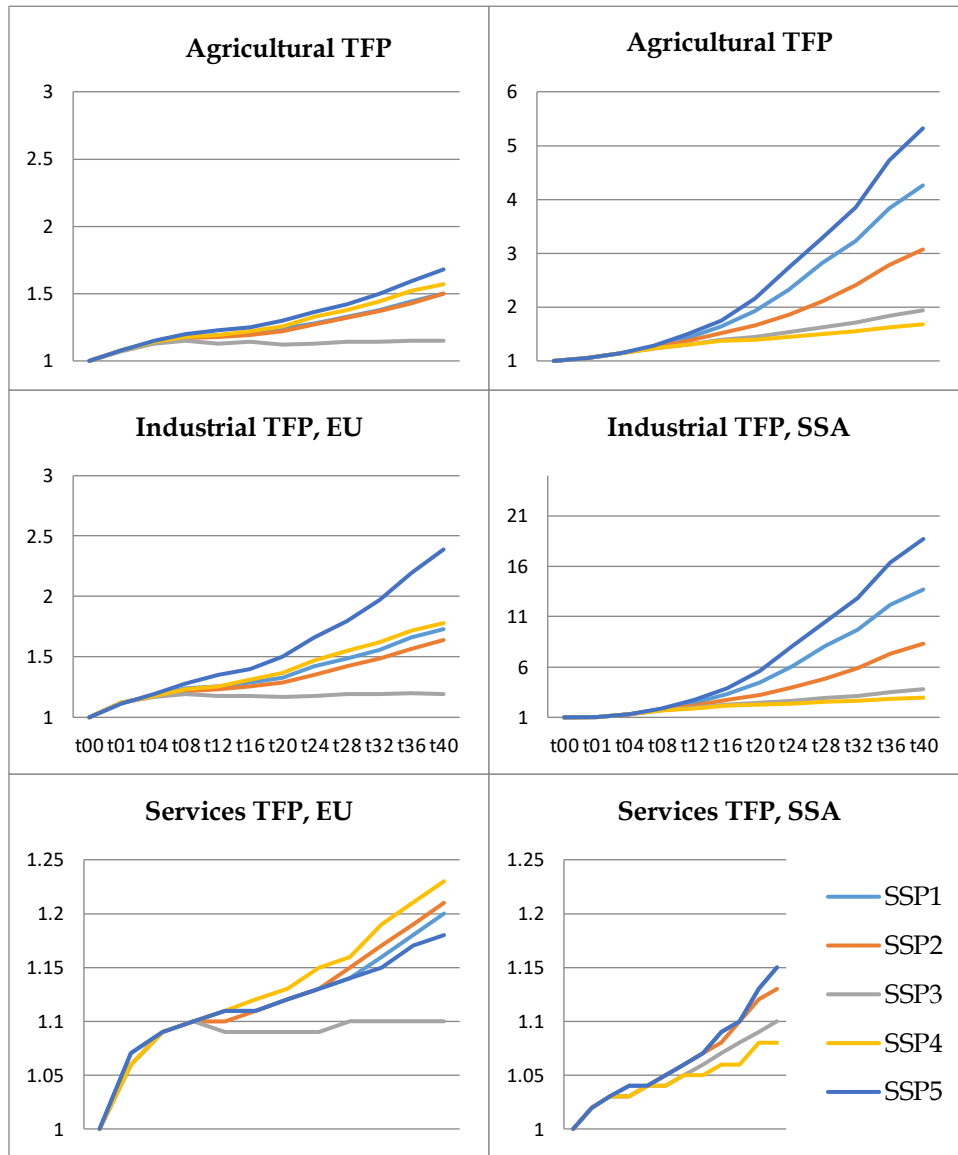 Agricultural TFP
3
2.5
2
1.5
1
Agricultural TFP
6
5
4
3
2
1
Industrial TFP, EU
3
2.5
2
1.5
1
t00 t01 t04 t08 t12 t16 t20 t24 t28 t32 t36 t40
Industrial TFP, SSA
21
16
11
6
1
t00 t01 t04 t08 t12 t16 t20 t24 t28 t32 t36 t40
Services TFP, EU
1.25
1.2
1.15
1.1
1.05
1
Services TFP, SSA
1.25
1.2
1.15
1.1
1.05
1
SSP1
SSP2
SSP3
SSP4
SSP5